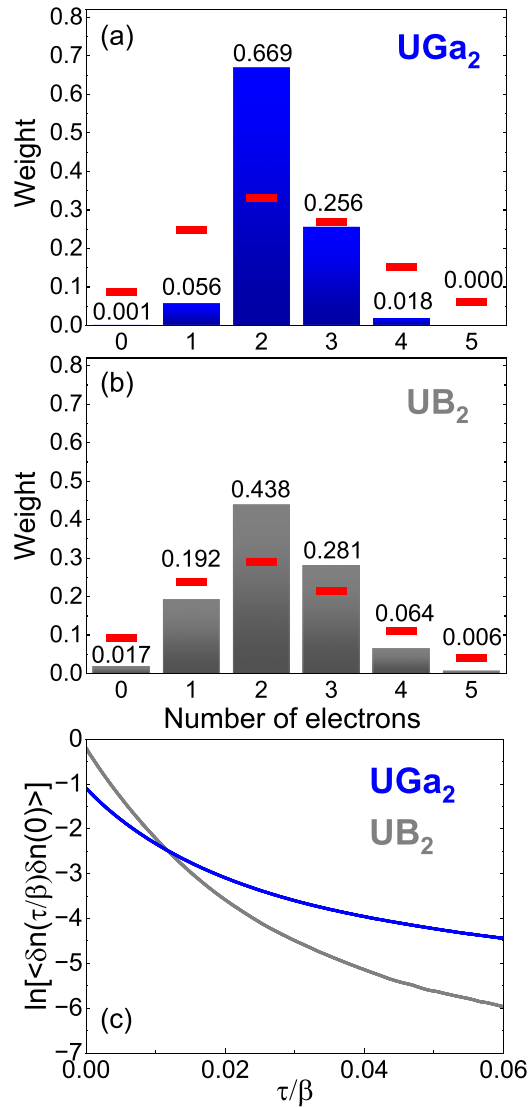 (a)
UGa₂
Weight
0.8
0.7
0.6
0.5
0.4
0.3
0.2
0.1
0.0
0.001
0.056
0.669
0.256
0.018
0.000
0 1 2 3 4 5
(b)
UB₂
Weight
0.8
0.7
0.6
0.5
0.4
0.3
0.2
0.1
0.0
0.017
0.192
0.438
0.281
0.064
0.006
0 1 2 3 4 5
Number of electrons
ln[<δn(τ/β)δn(0)>]
0
−1
−2
−3
−4
−5
−6
−7
UGa₂
UB₂
(c)
0.00 0.02 0.04 0.06
τ/β